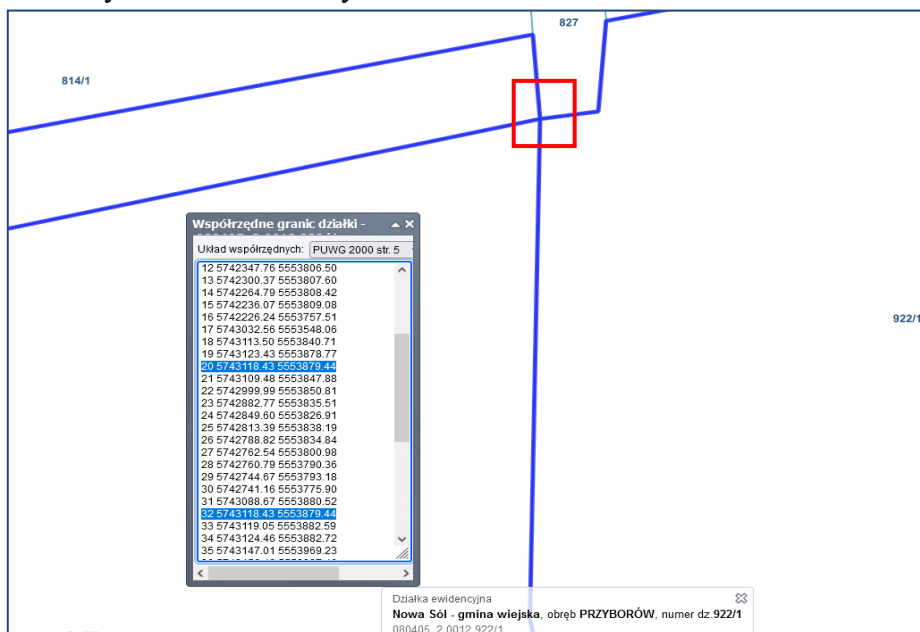 827
814/1
Współrzędne granic działki -
Układ współrzędnych: PUWG 2000 str. 5
12 5742347.76 5553806.50
13 5742300.37 5553807.60
14 5742264.79 5553808.42
15 5742236.07 5553809.08
16 5742226.24 5553757.51
17 5743032.56 5553548.06
18 5743113.50 5553840.71
19 5743123.43 5553878.77
20 5743118.43 5553879.44
21 5743109.48 5553847.88
22 5742999.99 5553850.81
23 5742882.77 5553835.51
24 5742849.60 5553826.91
25 5742813.39 5553838.19
26 5742788.82 5553834.84
27 5742762.54 5553800.98
28 5742760.79 5553790.36
29 5742744.67 5553793.18
30 5742741.16 5553775.90
31 5743088.67 5553880.52
32 5743118.43 5553879.44
33 5743119.05 5553882.59
34 5743124.46 5553882.72
35 5743147.01 5553969.23
922/1
Działka ewidencyjna
Nowa Sól - gmina wiejska, obręb PRZYBORÓW, numer dz.922/1
080405_2.0012.922/1